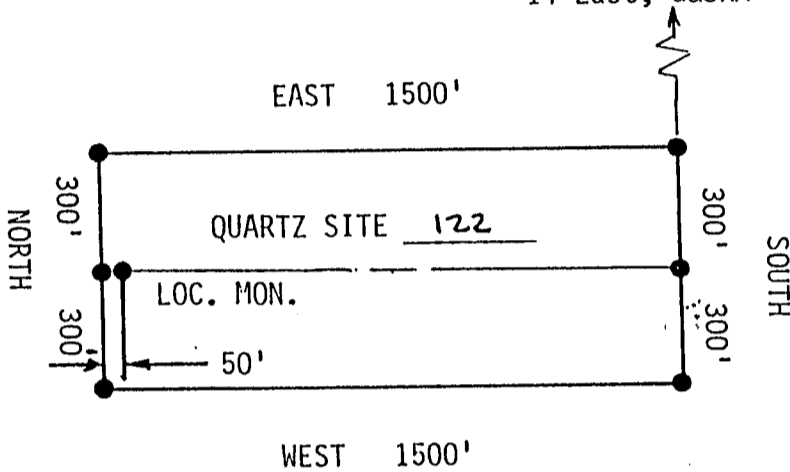 EAST 1500'
300'
300'
NORTH
QUARTZ SITE 122
SOUTH
LOC. MON.
300'
300'
50'
WEST 1500'